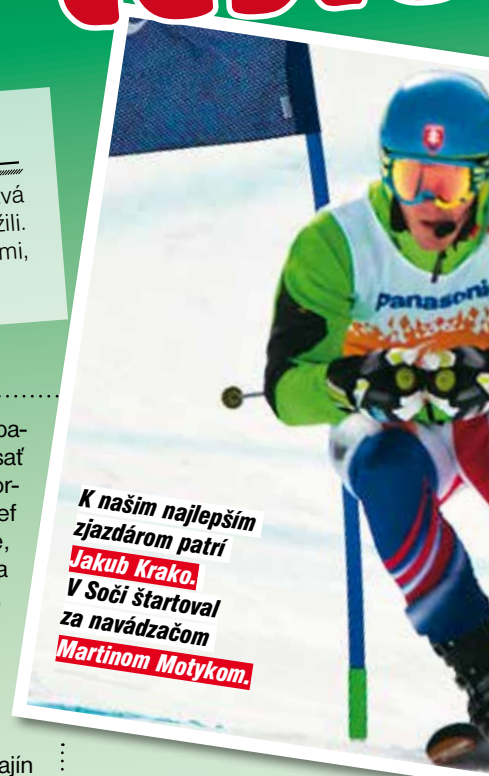 vá
žili.
mi,
pa-
sať
or-
ef
e,
a
panasonic
K našim najlepším
zjazdárom patrí
Jakub Krako.
V Soči štartoval
za navádzačom
Martinom Motykom.
ajín